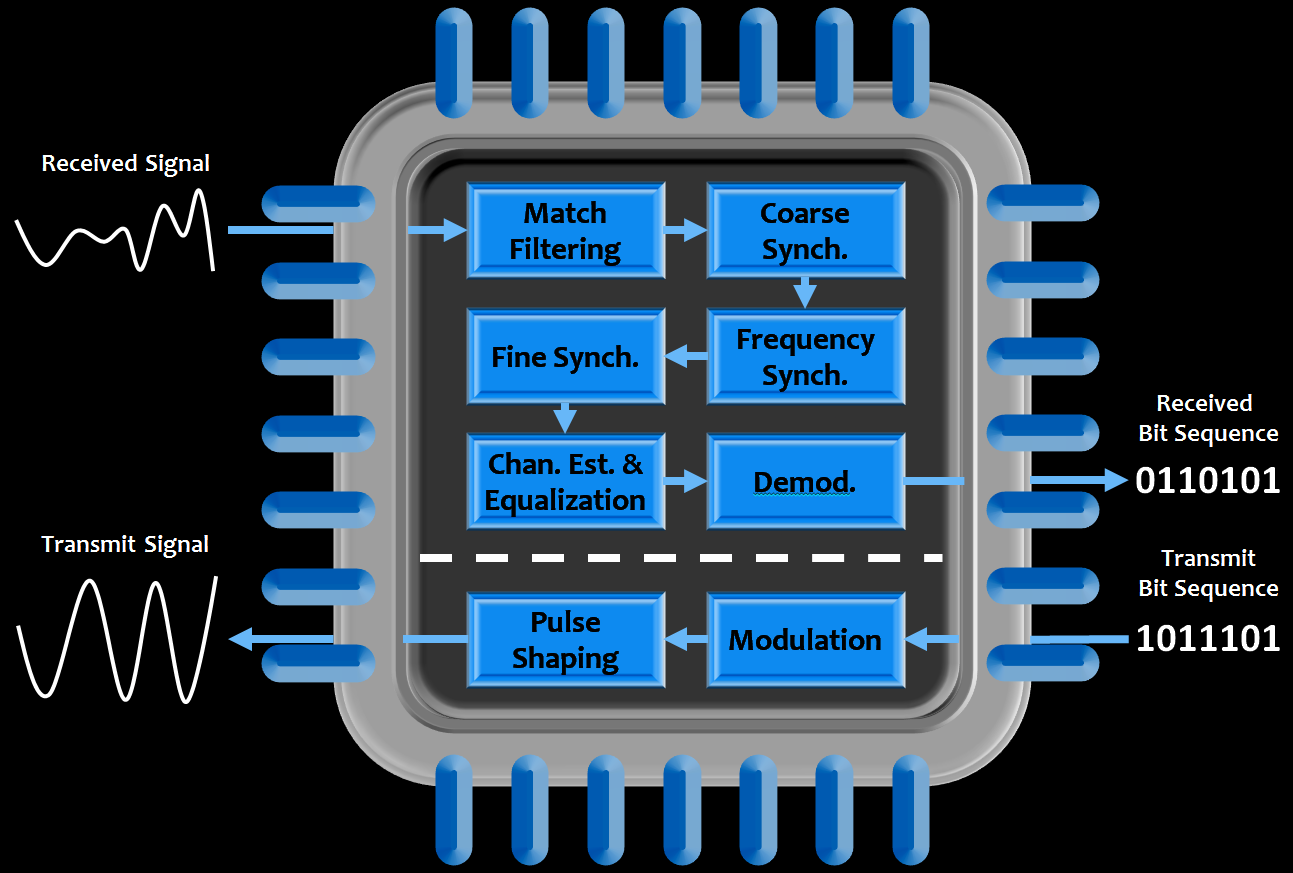 Received Signal
Match
Filtering
Coarse
Synch.
Fine Synch.
Frequency
Synch.
Chan. Est. &
Equalization
Demod.
Received
Bit Sequence
0110101
Transmit Signal
Pulse
Shaping
Modulation
Transmit
Bit Sequence
1011101